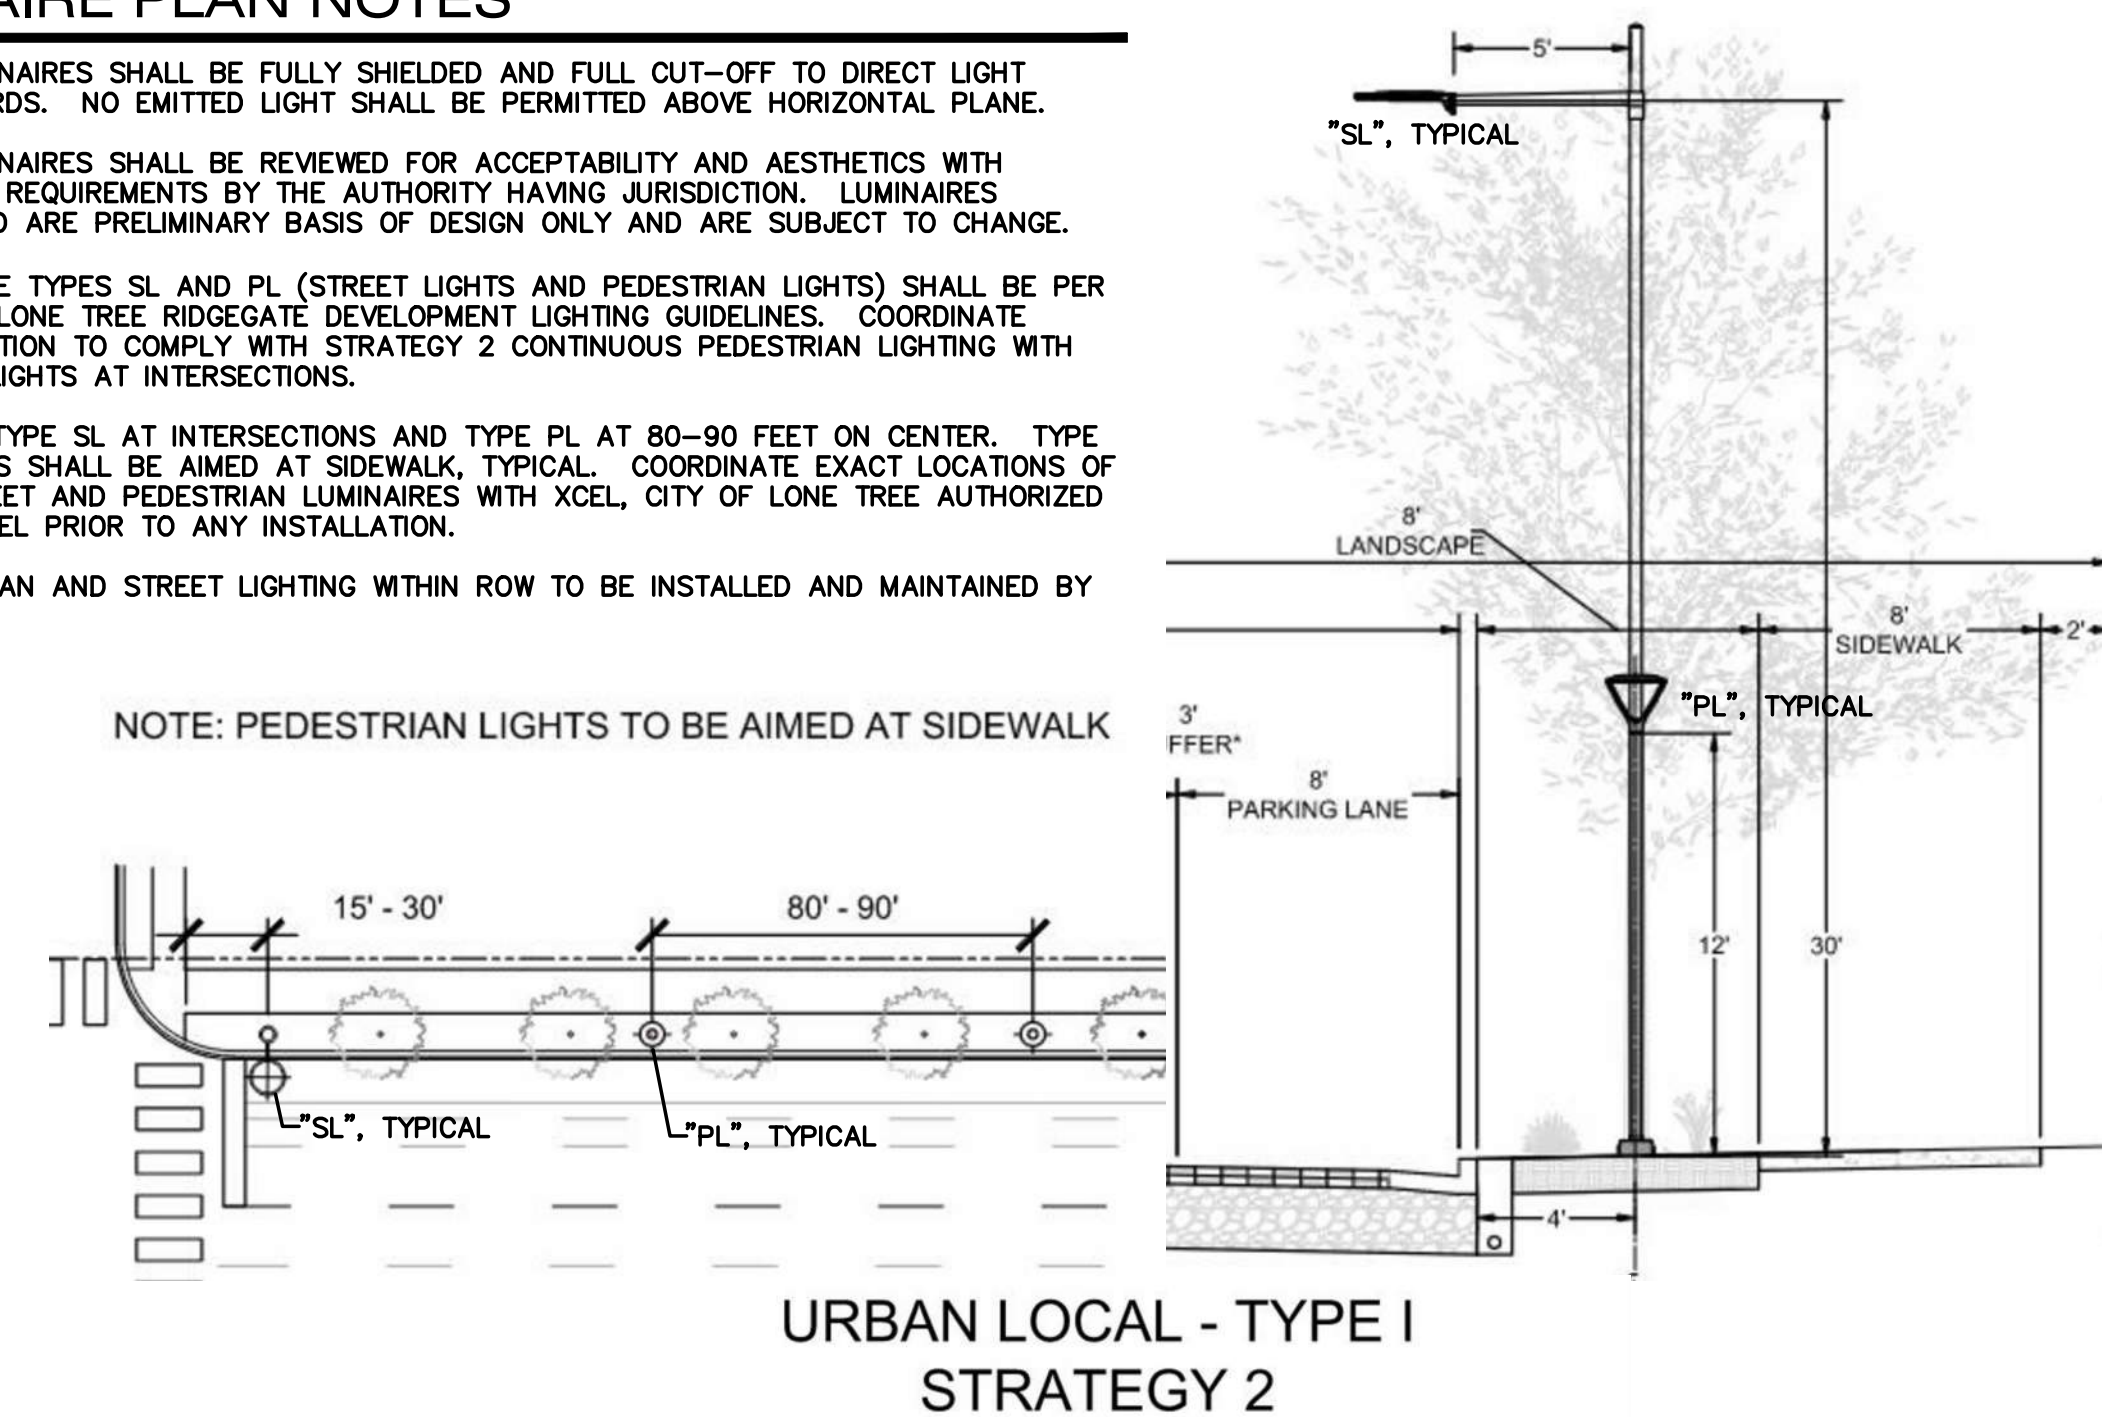 AIRE PLAN NOTES
NAIRES SHALL BE FULLY SHIELDED AND FULL CUT-OFF TO DIRECT LIGHT
RDS. NO EMITTED LIGHT SHALL BE PERMITTED ABOVE HORIZONTAL PLANE.
NAIRES SHALL BE REVIEWED FOR ACCEPTABILITY AND AESTHETICS WITH
REQUIREMENTS BY THE AUTHORITY HAVING JURISDICTION. LUMINAIRES
D ARE PRELIMINARY BASIS OF DESIGN ONLY AND ARE SUBJECT TO CHANGE.
E TYPES SL AND PL (STREET LIGHTS AND PEDESTRIAN LIGHTS) SHALL BE PER
LONE TREE RIDGEGATE DEVELOPMENT LIGHTING GUIDELINES. COORDINATE
TION TO COMPLY WITH STRATEGY 2 CONTINUOUS PEDESTRIAN LIGHTING WITH
LIGHTS AT INTERSECTIONS.
TYPE SL AT INTERSECTIONS AND TYPE PL AT 80-90 FEET ON CENTER. TYPE
S SHALL BE AIMED AT SIDEWALK, TYPICAL. COORDINATE EXACT LOCATIONS OF
EET AND PEDESTRIAN LUMINAIRES WITH XCEL, CITY OF LONE TREE AUTHORIZED
EL PRIOR TO ANY INSTALLATION.
AN AND STREET LIGHTING WITHIN ROW TO BE INSTALLED AND MAINTAINED BY
NOTE: PEDESTRIAN LIGHTS TO BE AIMED AT SIDEWALK
15' - 30'
80' - 90'
"SL", TYPICAL
"PL", TYPICAL
5'
"SL", TYPICAL
8'
LANDSCAPE
8'
SIDEWALK
2'
"PL", TYPICAL
3'
FFER*
8'
PARKING LANE
12'
30'
4'
URBAN LOCAL - TYPE I
STRATEGY 2